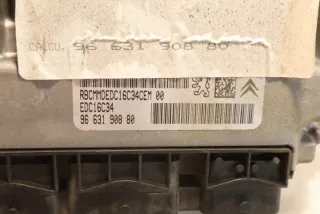 CALCU. 96 631 908 80
RBCMMDEDC16C34CEM 00
EDC16C34
96 631 908 80